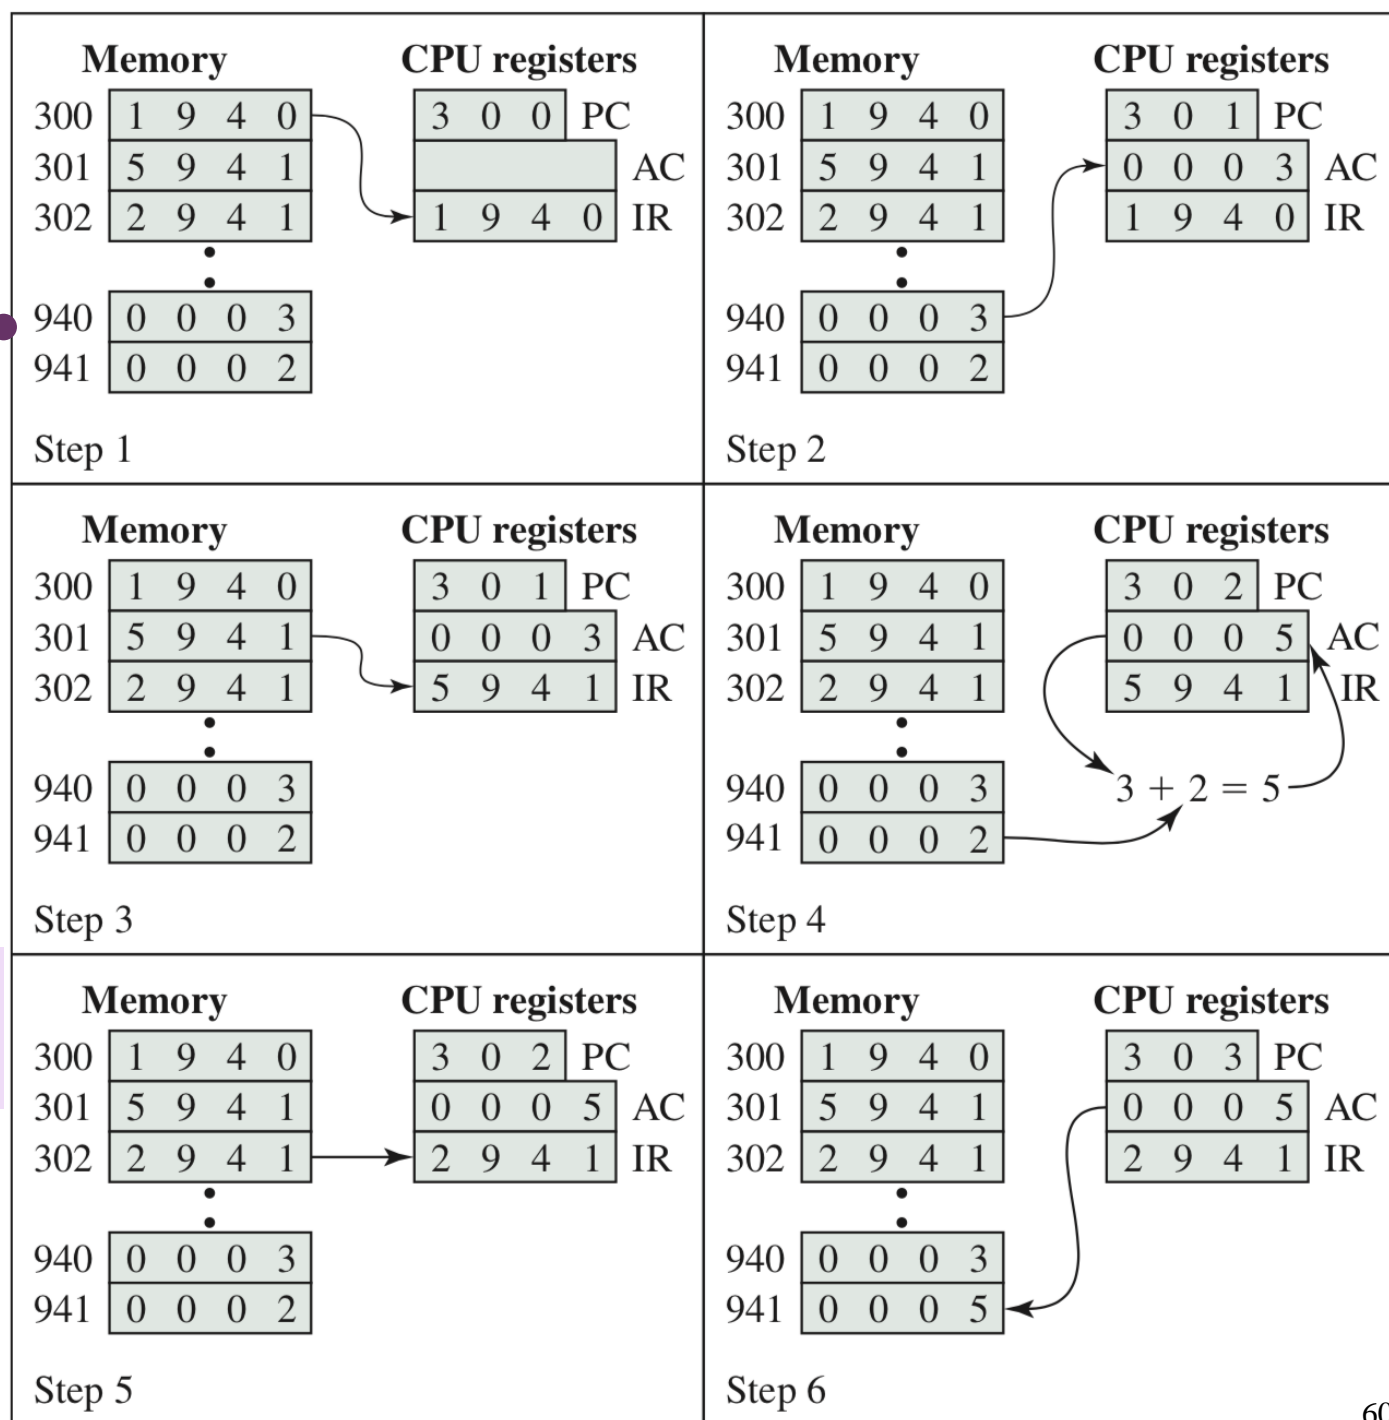 Memory CPU registers
300 1 9 4 0 3 0 0 PC
301 5 9 4 1 AC
302 2 9 4 1 1 9 4 0 IR
940 0 0 0 3
941 0 0 0 2
Step 1
Memory CPU registers
300 1 9 4 0 3 0 1 PC
301 5 9 4 1 0 0 0 3 AC
302 2 9 4 1 1 9 4 0 IR
940 0 0 0 3
941 0 0 0 2
Step 2
Memory CPU registers
300 1 9 4 0 3 0 1 PC
301 5 9 4 1 0 0 0 3 AC
302 2 9 4 1 5 9 4 1 IR
940 0 0 0 3
941 0 0 0 2
Step 3
Memory CPU registers
300 1 9 4 0 3 0 2 PC
301 5 9 4 1 0 0 0 5 AC
302 2 9 4 1 5 9 4 1 IR
940 0 0 0 3 3 + 2 = 5
941 0 0 0 2
Step 4
Memory CPU registers
300 1 9 4 0 3 0 2 PC
301 5 9 4 1 0 0 0 5 AC
302 2 9 4 1 2 9 4 1 IR
940 0 0 0 3
941 0 0 0 2
Step 5
Memory CPU registers
300 1 9 4 0 3 0 3 PC
301 5 9 4 1 0 0 0 5 AC
302 2 9 4 1 2 9 4 1 IR
940 0 0 0 3
941 0 0 0 5
Step 6